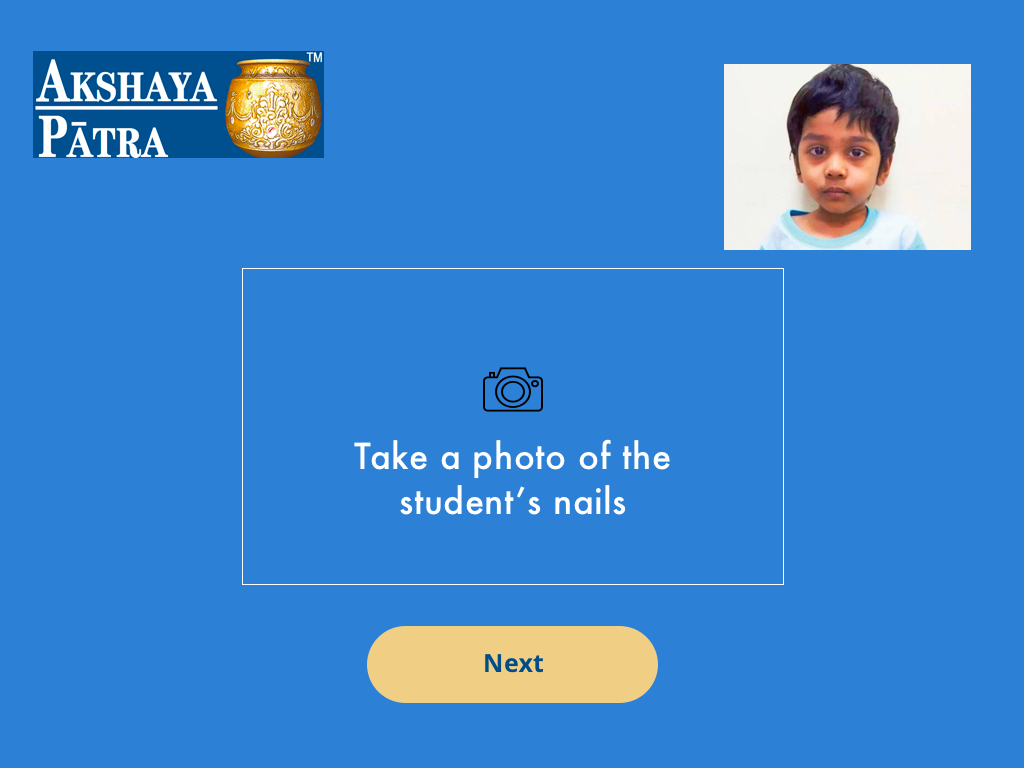 AKSHAYA
PĀTRA
TM
Take a photo of the
student’s nails
Next